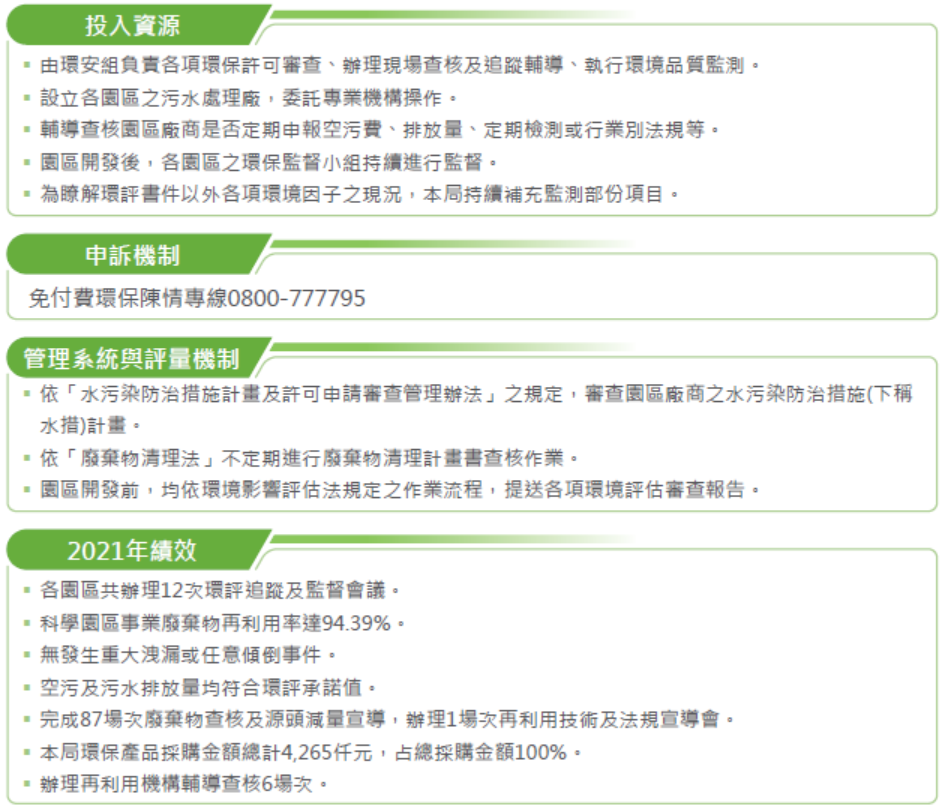 投入資源
▪ 由環安組負責各項環保許可審查、辦理現場查核及追蹤輔導、執行環境品質監測。
▪ 設立各園區之污水處理廠，委託專業機構操作。
▪ 輔導查核園區廠商是否定期申報空污費、排放量、定期檢測或行業別法規等。
▪ 園區開發後，各園區之環保監督小組持續進行監督。
▪ 為瞭解環評書件以外各項環境因子之現況，本局持續補充監測部份項目。
申訴機制
免付費環保陳情專線0800-777795
管理系統與評量機制
▪ 依「水污染防治措施計畫及許可申請審查管理辦法」之規定，審查園區廠商之水污染防治措施(下稱
水措)計畫。
▪ 依「廢棄物清理法」不定期進行廢棄物清理計畫書查核作業。
▪ 園區開發前，均依環境影響評估法規定之作業流程，提送各項環境評估審查報告。
2021年績效
▪ 各園區共辦理12次環評追蹤及監督會議。
▪ 科學園區事業廢棄物再利用率達94.39%。
▪ 無發生重大洩漏或任意傾倒事件。
▪ 空污及污水排放量均符合環評承諾值。
▪ 完成87場次廢棄物查核及源頭減量宣導，辦理1場次再利用技術及法規宣導會。
▪ 本局環保產品採購金額總計4,265仟元，占總採購金額100%。
▪ 辦理再利用機構輔導查核6場次。